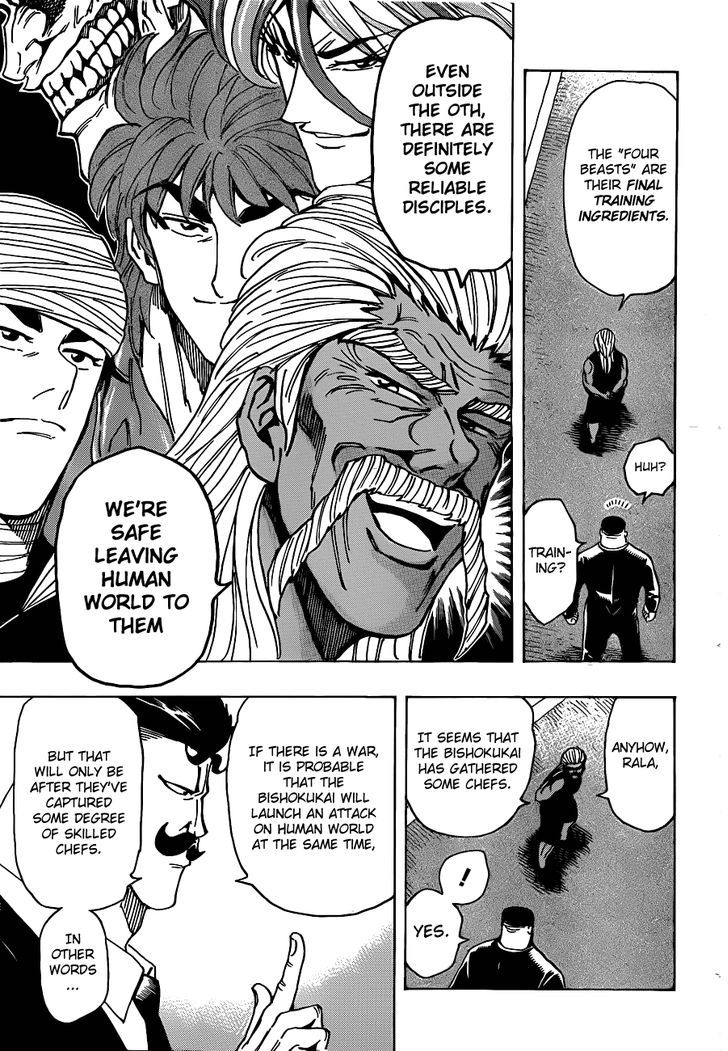 THE "FOUR
BEASTS" ARE
THEIR FINAL
TRAINING
INGREDIENTS.
HUH?
TRAIN-
ING?
EVEN
OUTSIDE
THE 0TH,
THERE ARE
DEFINITELY
SOME
RELIABLE
DISCIPLES.
WE'RE
SAFE
LEAVING
HUMAN
WORLD TO
THEM
ANYHOW,
RALA,
IT SEEMS THAT
THE BISHOKUKAI
HAS GATHERED
SOME CHEFS.
!
YES.
IF THERE IS A WAR,
IT IS PROBABLE
THAT THE
BISHOKUKAI WILL
LAUNCH AN ATTACK
ON HUMAN WORLD
AT THE SAME TIME,
BUT THAT
WILL ONLY BE
AFTER THEY'VE
CAPTURED
SOME DEGREE
OF SKILLED
CHEFS.
IN
OTHER
WORDS
...